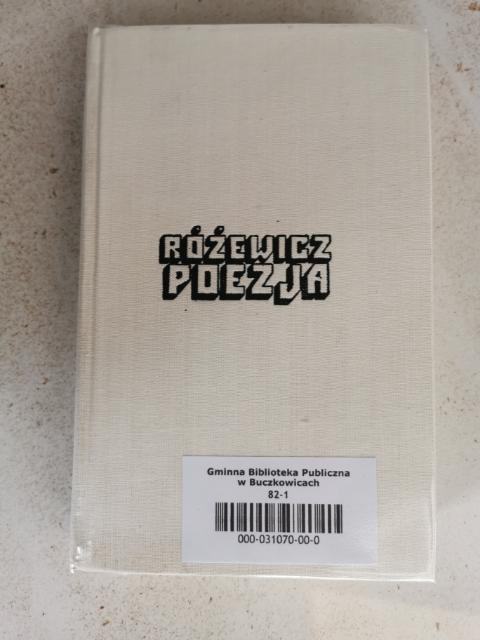 RÓŻEWICZ
POEZJA
Gminna Biblioteka Publiczna
w Buczkowicach
82-1
000-031070-00-0